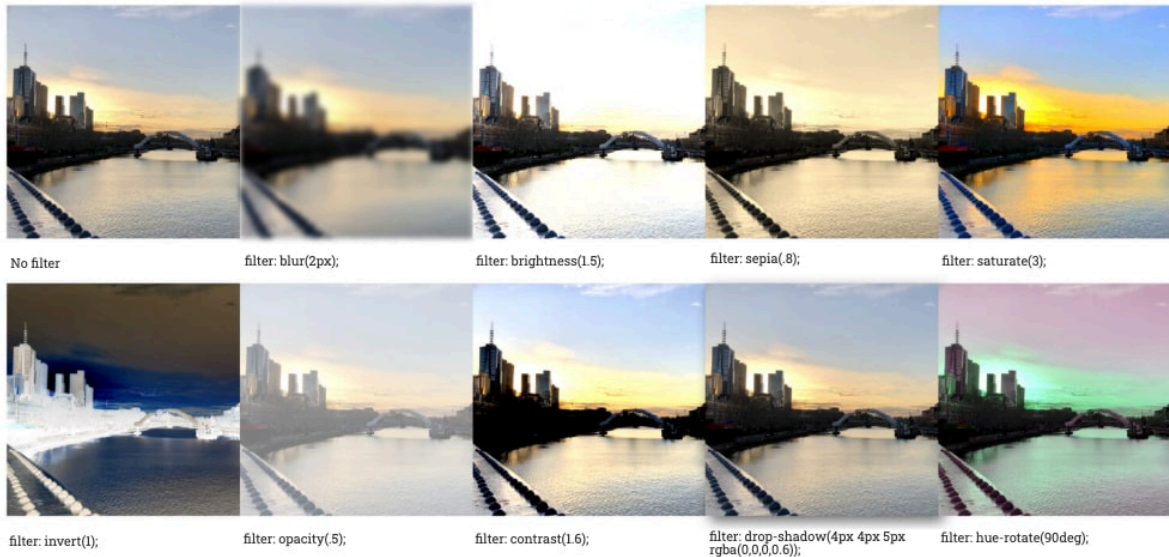 No filter
filter: blur(2px);
filter: brightness(1.5);
filter: sepia(.8);
filter: saturate(3);
filter: invert(1);
filter: opacity(.5);
filter: contrast(1.6);
filter: drop-shadow(4px 4px 5px
rgba(0,0,0,0.6));
filter: hue-rotate(90deg);